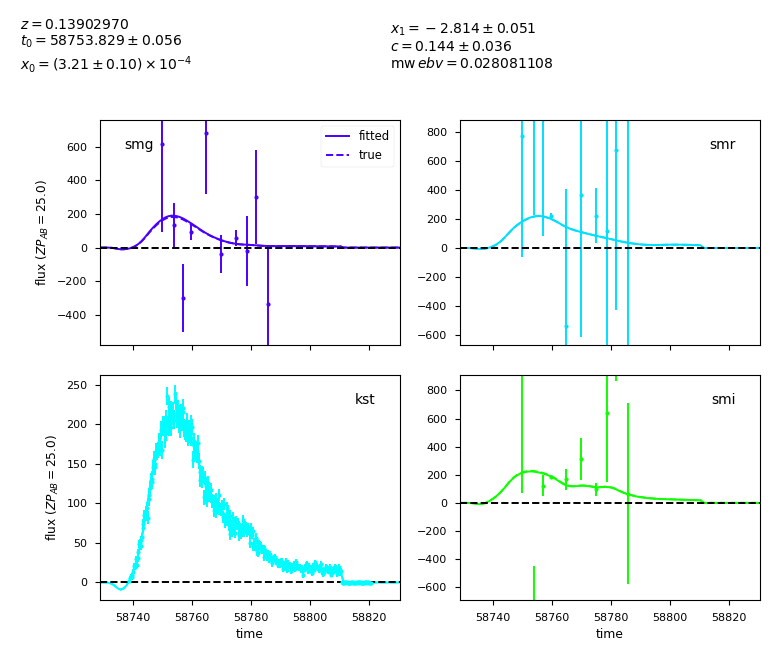 z = 0.13902970
t₀ = 58753.829 ± 0.056
x₀ = (3.21 ± 0.10) × 10⁻⁴
x₁ = −2.814 ± 0.051
c = 0.144 ± 0.036
mw ebv = 0.028081108
smg
fitted
true
600
400
200
0
−200
−400
flux (ZP_AB = 25.0)
smr
800
600
400
200
0
−200
−400
−600
kst
250
200
150
100
50
0
flux (ZP_AB = 25.0)
58740 58760 58780 58800 58820
time
smi
800
600
400
200
0
−200
−400
−600
58740 58760 58780 58800 58820
time